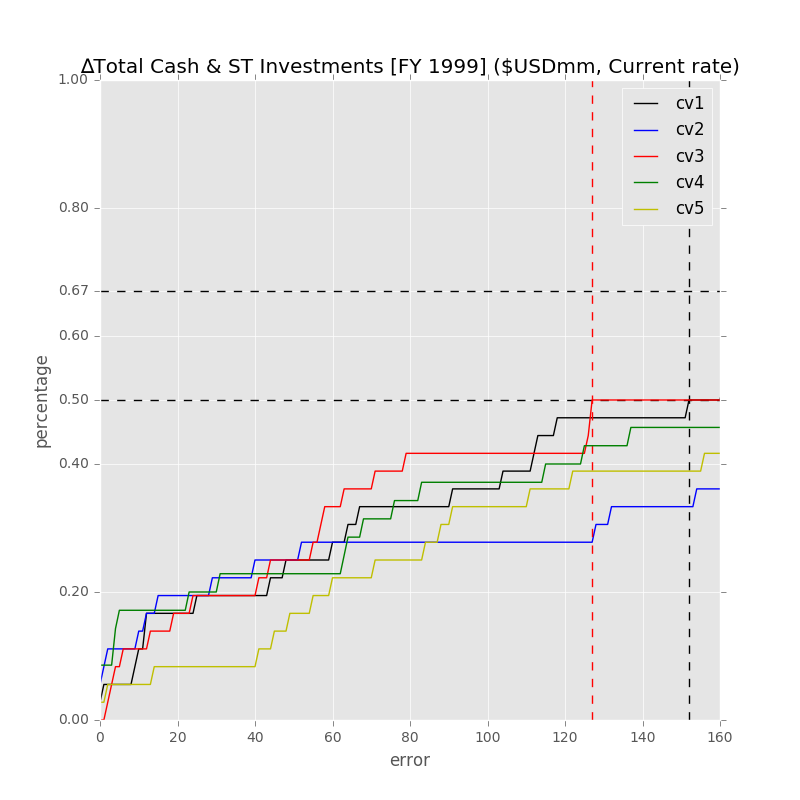 ΔTotal Cash & ST Investments [FY 1999] ($USDmm, Current rate)
1.00
0.80
0.67
0.60
0.50
0.40
0.20
0.00
percentage
cv1
cv2
cv3
cv4
cv5
0 20 40 60 80 100 120 140 160
error